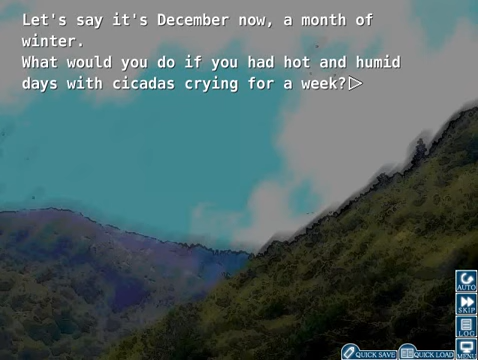 Let's say it's December now, a month of
winter.
What would you do if you had hot and humid
days with cicadas crying for a week?
AUTO
SKIP
LOG
MENU
QUICK SAVE
QUICK LOAD